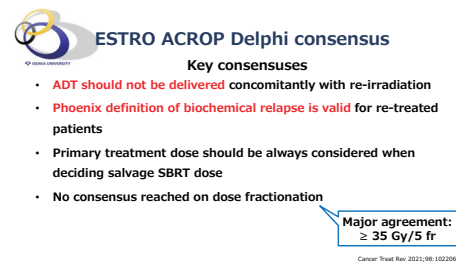 ESTRO ACROP Delphi consensus
OSAKA UNIVERSITY
Key consensuses
• ADT should not be delivered concomitantly with re-irradiation
• Phoenix definition of biochemical relapse is valid for re-treated
patients
• Primary treatment dose should be always considered when
deciding salvage SBRT dose
• No consensus reached on dose fractionation
Major agreement:
≥ 35 Gy/5 fr
Cancer Treat Rev 2021;98:102206